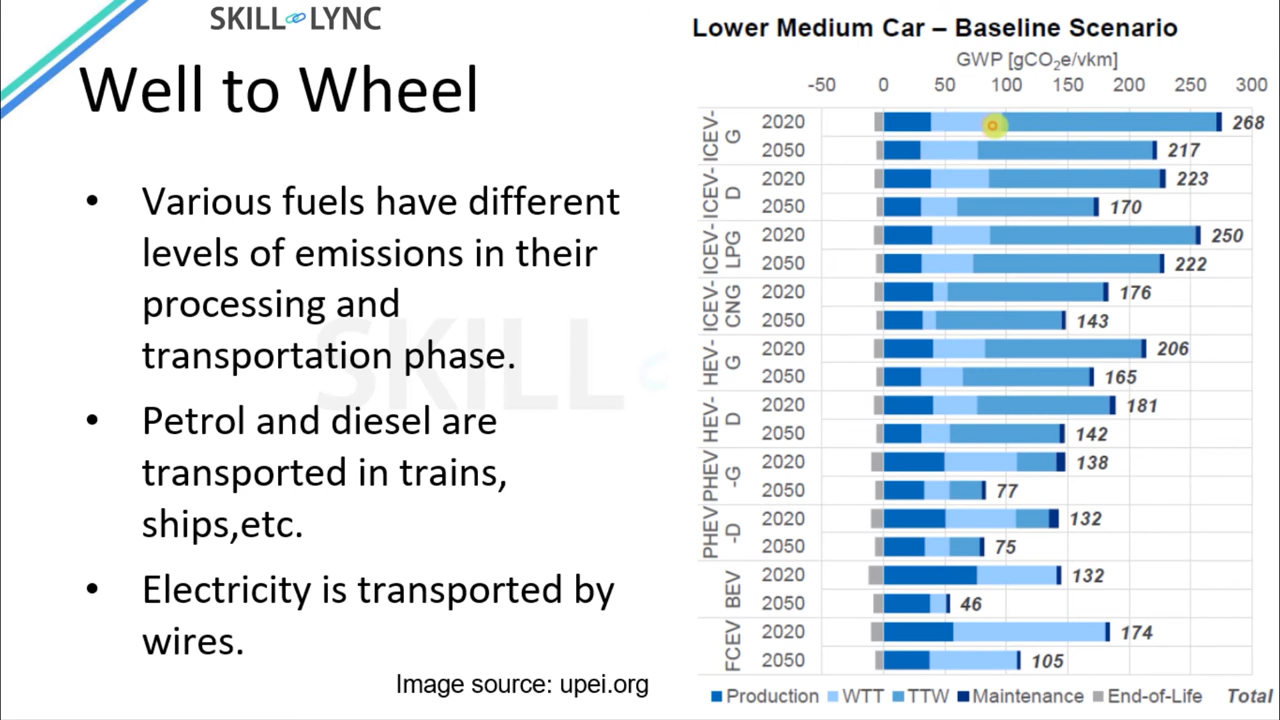 SKILL LYNC
Well to Wheel
• Various fuels have different
levels of emissions in their
processing and
transportation phase.
• Petrol and diesel are
transported in trains,
ships,etc.
• Electricity is transported by
wires.
Image source: upei.org
SKILL
Lower Medium Car – Baseline Scenario
GWP [gCO₂e/vkm]
-50 0 50 100 150 200 250 300
ICEV-G
2020 268
2050 217
ICEV-D
2020 223
2050 170
ICEV-LPG
2020 250
2050 222
ICEV-CNG
2020 176
2050 143
HEV-G
2020 206
2050 165
HEV-D
2020 181
2050 142
PHEV-G
2020 138
2050 77
PHEV-D
2020 132
2050 75
BEV
2020 132
2050 46
FCEV
2020 174
2050 105
Production WTT TTW Maintenance End-of-Life Total